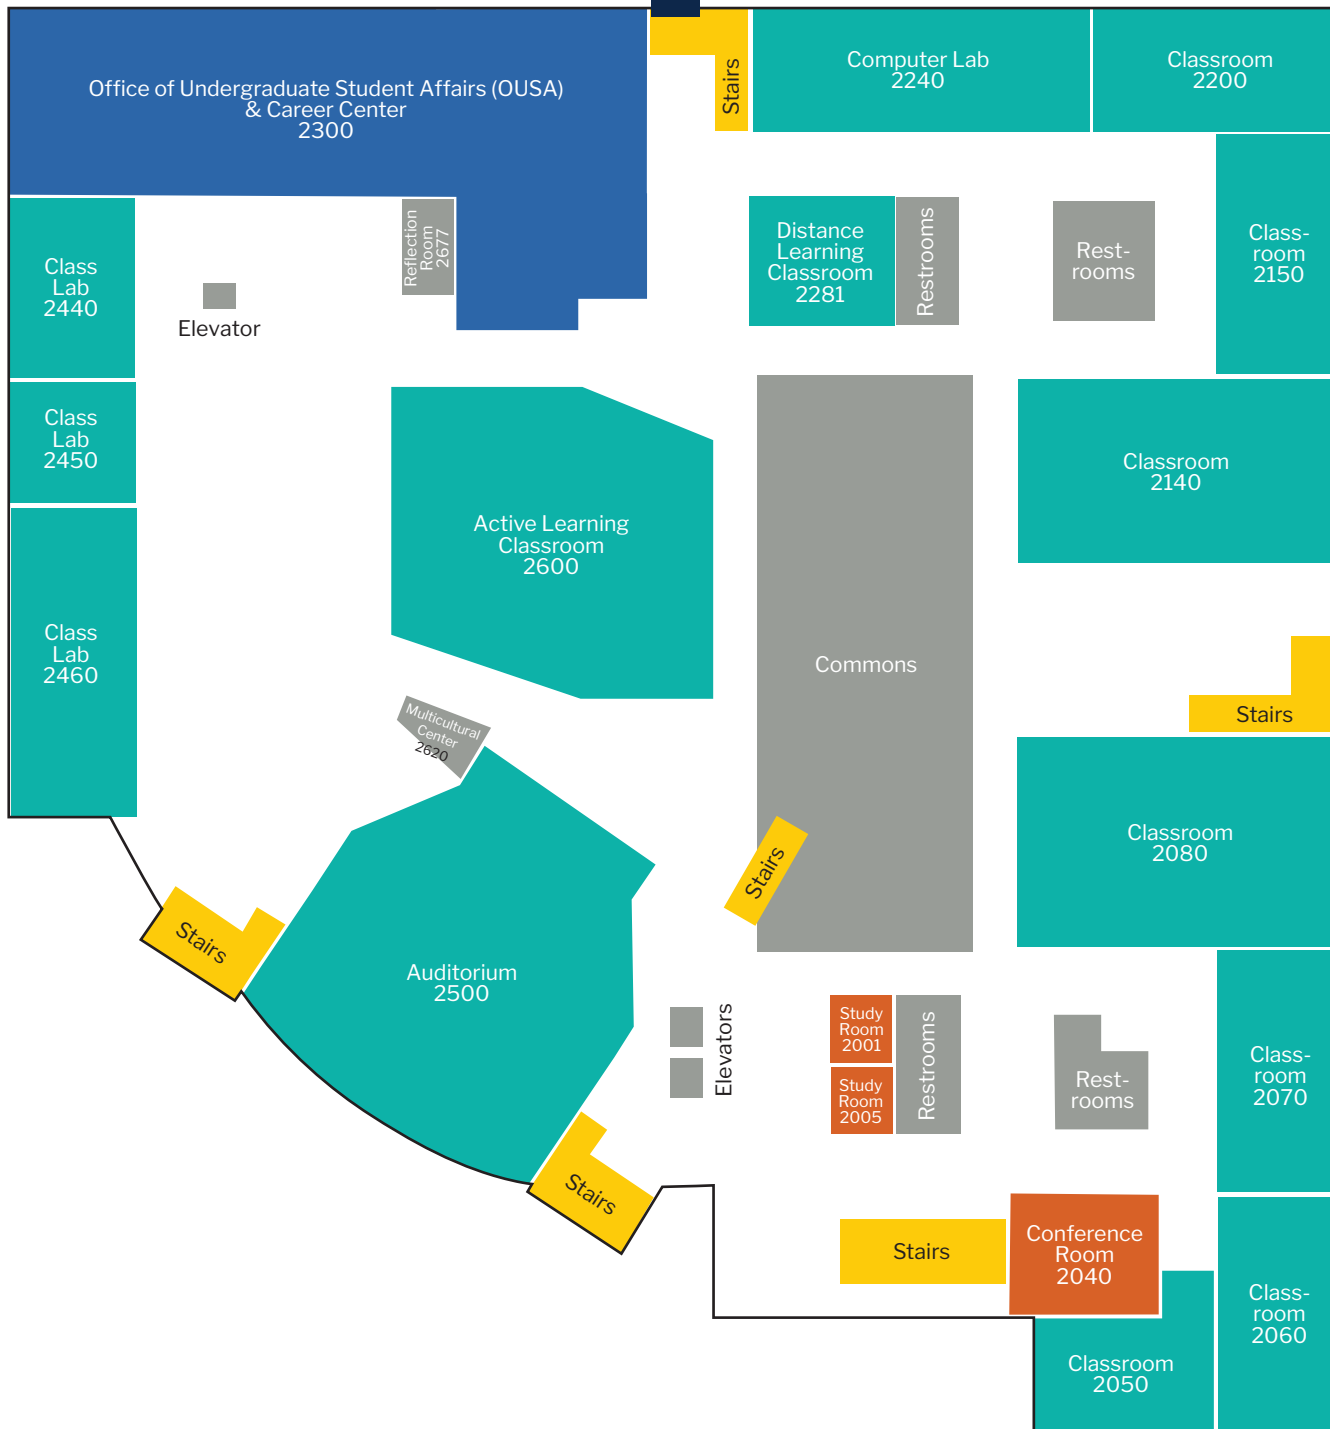 Office of Undergraduate Student Affairs (OUSA)
& Career Center
2300
Stairs
Computer Lab
2240
Classroom
2200
Class
Lab
2440
Elevator
Reflection
Room
2677
Distance
Learning
Classroom
2281
Restrooms
Rest-
rooms
Class-
room
2150
Class
Lab
2450
Active Learning
Classroom
2600
Classroom
2140
Class
Lab
2460
Commons
Stairs
Multicultural
Center
2620
Classroom
2080
Stairs
Stairs
Auditorium
2500
Elevators
Study
Room
2001
Study
Room
2005
Restrooms
Rest-
rooms
Class-
room
2070
Stairs
Stairs
Conference
Room
2040
Class-
room
2060
Classroom
2050